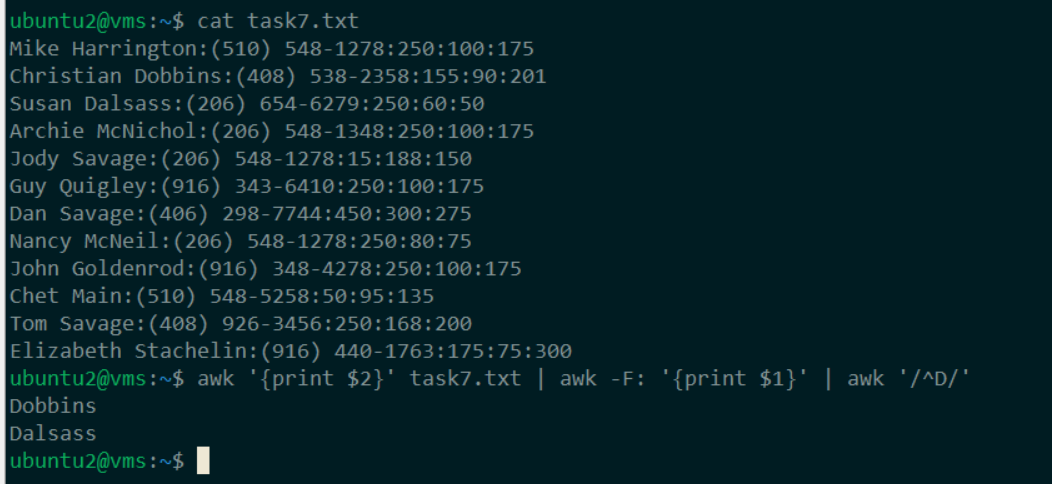 ubuntu2@vms:~$ cat task7.txt
Mike Harrington:(510) 548-1278:250:100:175
Christian Dobbins:(408) 538-2358:155:90:201
Susan Dalsass:(206) 654-6279:250:60:50
Archie McNichol:(206) 548-1348:250:100:175
Jody Savage:(206) 548-1278:15:188:150
Guy Quigley:(916) 343-6410:250:100:175
Dan Savage:(406) 298-7744:450:300:275
Nancy McNeil:(206) 548-1278:250:80:75
John Goldenrod:(916) 348-4278:250:100:175
Chet Main:(510) 548-5258:50:95:135
Tom Savage:(408) 926-3456:250:168:200
Elizabeth Stachelin:(916) 440-1763:175:75:300
ubuntu2@vms:~$ awk '{print $2}' task7.txt | awk -F: '{print $1}' | awk '/^D/'
Dobbins
Dalsass
ubuntu2@vms:~$